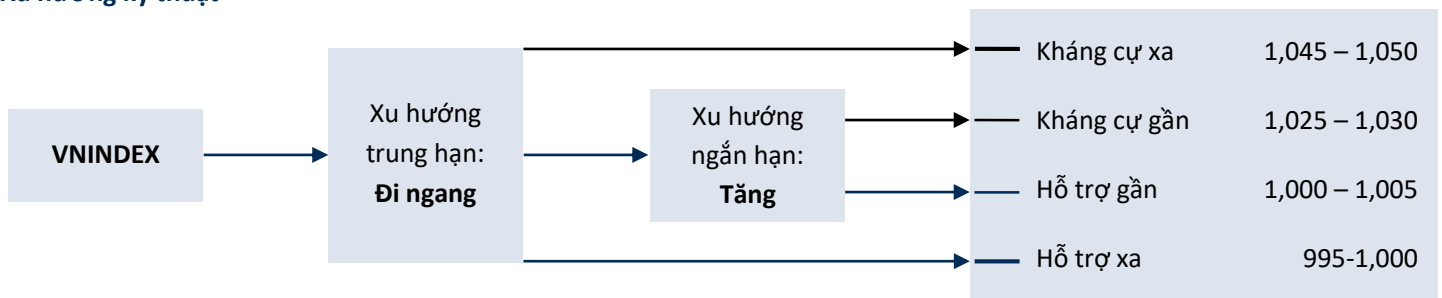 VNINDEX
Xu hướng
trung hạn:
Đi ngang
Xu hướng
ngắn hạn:
Tăng
Kháng cự xa 1,045 – 1,050
Kháng cự gần 1,025 – 1,030
Hỗ trợ gần 1,000 – 1,005
Hỗ trợ xa 995-1,000